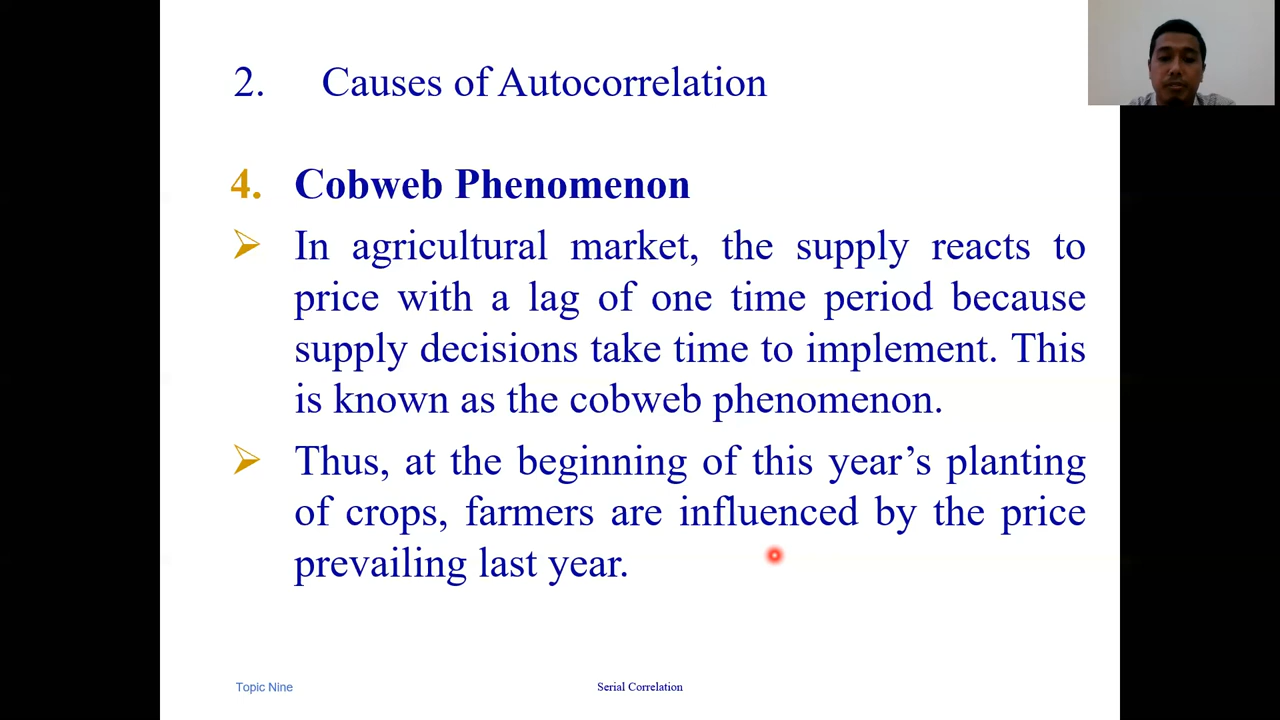 2. Causes of Autocorrelation
4. Cobweb Phenomenon
In agricultural market, the supply reacts to
price with a lag of one time period because
supply decisions take time to implement. This
is known as the cobweb phenomenon.
Thus, at the beginning of this year’s planting
of crops, farmers are influenced by the price
prevailing last year.
Topic Nine
Serial Correlation